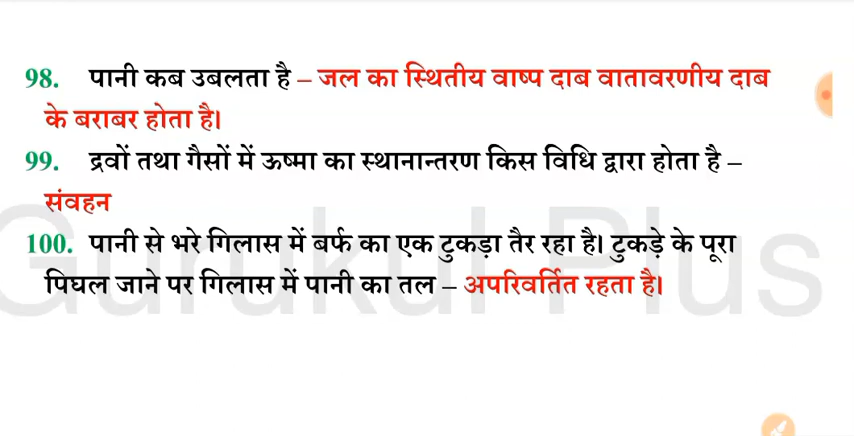 98. पानी कब उबलता है – जल का स्थितीय वाष्प दाब वातावरणीय दाब
के बराबर होता है।
99. द्रवों तथा गैसों में ऊष्मा का स्थानान्तरण किस विधि द्वारा होता है –
संवहन
100. पानी से भरे गिलास में बर्फ का एक टुकड़ा तैर रहा है। टुकड़े के पूरा
पिघल जाने पर गिलास में पानी का तल – अपरिवर्तित रहता है।
Gurukul Plus